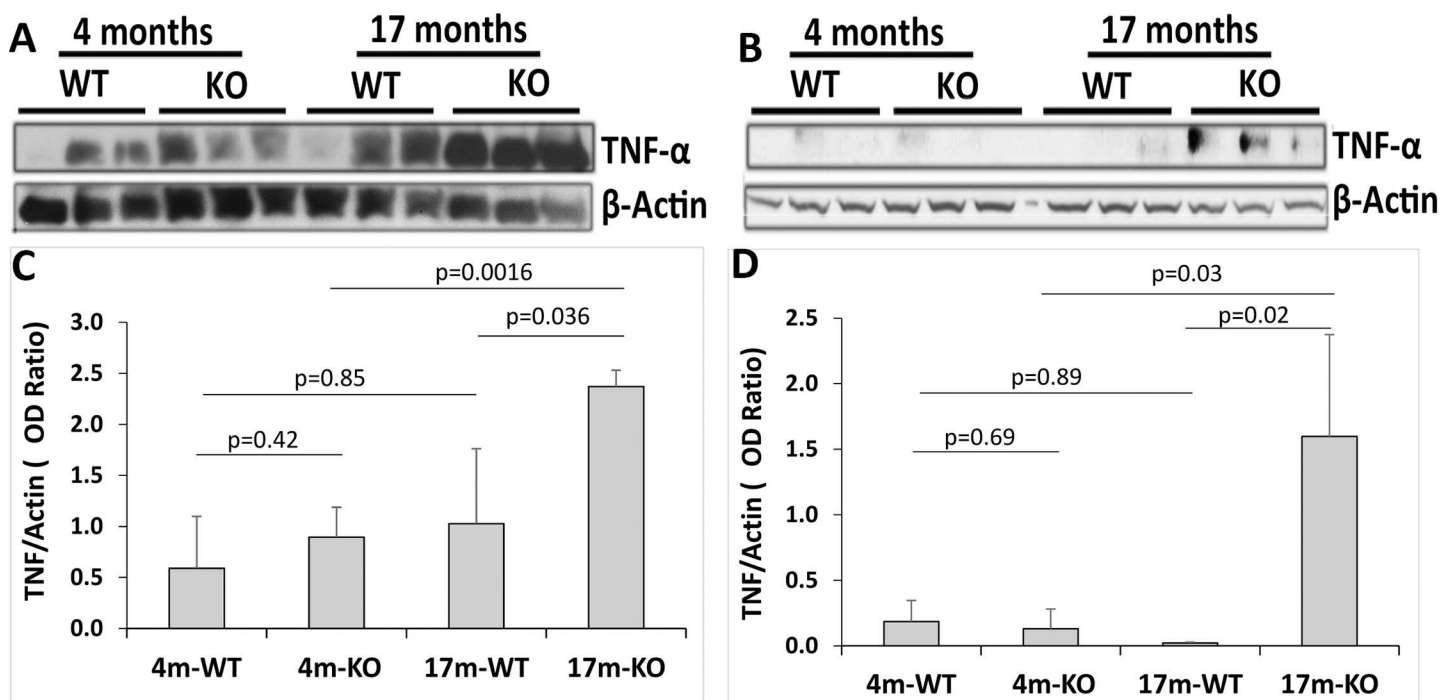 A
4 months
17 months
WT
KO
WT
KO
TNF-α
β-Actin
B
4 months
17 months
WT
KO
WT
KO
TNF-α
β-Actin
C
p=0.0016
p=0.036
p=0.85
p=0.42
TNF/Actin ( OD Ratio)
3.0
2.5
2.0
1.5
1.0
0.5
0.0
4m-WT
4m-KO
17m-WT
17m-KO
D
p=0.03
p=0.02
p=0.89
p=0.69
TNF/Actin ( OD Ratio)
2.5
2.0
1.5
1.0
0.5
0.0
4m-WT
4m-KO
17m-WT
17m-KO